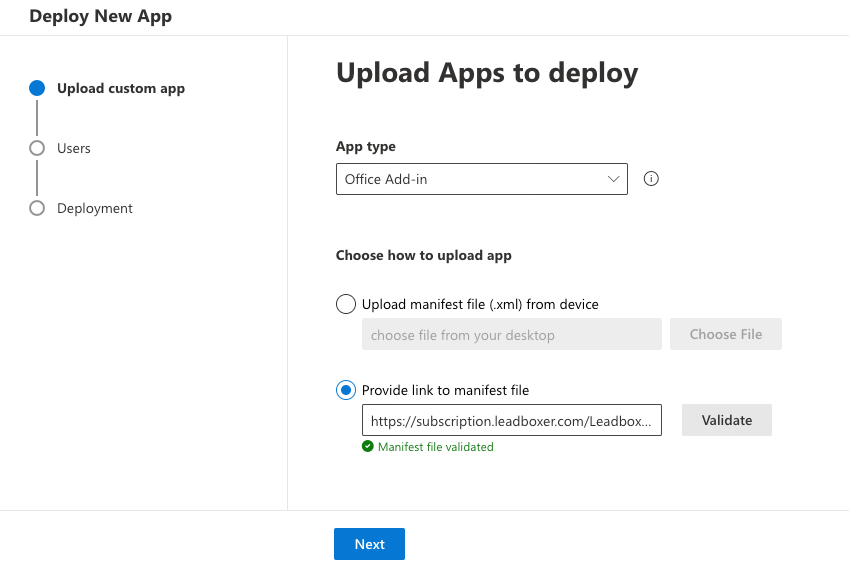 Deploy New App
Upload custom app
Users
Deployment
Upload Apps to deploy
App type
Office Add-in
Choose how to upload app
Upload manifest file (.xml) from device
choose file from your desktop
Choose File
Provide link to manifest file
https://subscription.leadboxer.com/Leadbox...
Validate
Manifest file validated
Next